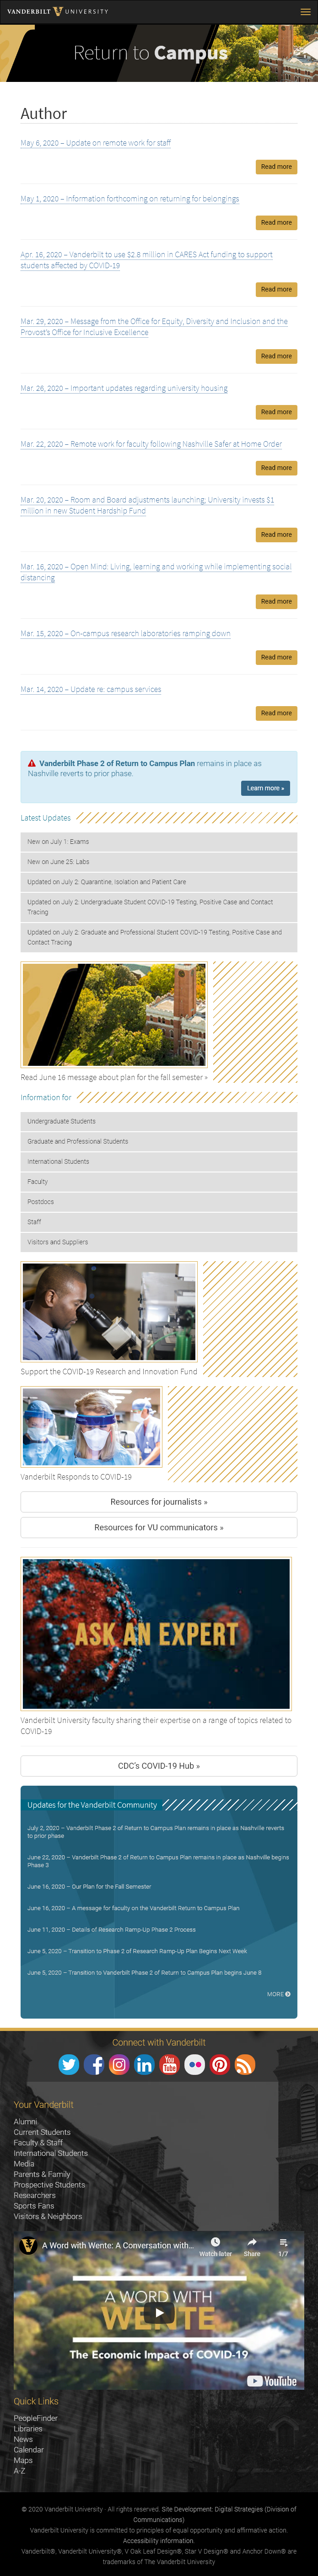 VANDERBILT V UNIVERSITY
Return to Campus
Author
May 6, 2020 – Update on remote work for staff
Read more
May 1, 2020 – Information forthcoming on returning for belongings
Read more
Apr. 16, 2020 – Vanderbilt to use $2.8 million in CARES Act funding to support
students affected by COVID-19
Read more
Mar. 29, 2020 – Message from the Office for Equity, Diversity and Inclusion and the
Provost's Office for Inclusive Excellence
Read more
Mar. 26, 2020 – Important updates regarding university housing
Read more
Mar. 22, 2020 – Remote work for faculty following Nashville Safer at Home Order
Read more
Mar. 20, 2020 – Room and Board adjustments launching; University invests $1
million in new Student Hardship Fund
Read more
Mar. 16, 2020 – Open Mind: Living, learning and working while implementing social
distancing
Read more
Mar. 15, 2020 – On-campus research laboratories ramping down
Read more
Mar. 14, 2020 – Update re: campus services
Read more
Vanderbilt Phase 2 of Return to Campus Plan remains in place as
Nashville reverts to prior phase.
Learn more »
Latest Updates
New on July 1: Exams
New on June 25: Labs
Updated on July 2: Quarantine, Isolation and Patient Care
Updated on July 2: Undergraduate Student COVID-19 Testing, Positive Case and Contact
Tracing
Updated on July 2: Graduate and Professional Student COVID-19 Testing, Positive Case and
Contact Tracing
Read June 16 message about plan for the fall semester »
Information for
Undergraduate Students
Graduate and Professional Students
International Students
Faculty
Postdocs
Staff
Visitors and Suppliers
Support the COVID-19 Research and Innovation Fund
Vanderbilt Responds to COVID-19
Resources for journalists »
Resources for VU communicators »
ASK AN EXPERT
Vanderbilt University faculty sharing their expertise on a range of topics related to
COVID-19
CDC's COVID-19 Hub »
Updates for the Vanderbilt Community
July 2, 2020 – Vanderbilt Phase 2 of Return to Campus Plan remains in place as Nashville reverts
to prior phase
June 22, 2020 – Vanderbilt Phase 2 of Return to Campus Plan remains in place as Nashville begins
Phase 3
June 16, 2020 – Our Plan for the Fall Semester
June 16, 2020 – A message for faculty on the Vanderbilt Return to Campus Plan
June 11, 2020 – Details of Research Ramp-Up Phase 2 Process
June 5, 2020 – Transition to Phase 2 of Research Ramp-Up Plan Begins Next Week
June 5, 2020 – Transition to Vanderbilt Phase 2 of Return to Campus Plan begins June 8
MORE
Connect with Vanderbilt
You Tube
Your Vanderbilt
Alumni
Current Students
Faculty & Staff
International Students
Media
Parents & Family
Prospective Students
Researchers
Sports Fans
Visitors & Neighbors
A Word with Wente: A Conversation with...
Watch later
Share
1/7
A WORD WITH
WENTE
The Economic Impact of COVID-19
YouTube
Quick Links
PeopleFinder
Libraries
News
Calendar
Maps
A-Z
© 2020 Vanderbilt University · All rights reserved. Site Development: Digital Strategies (Division of
Communications)
Vanderbilt University is committed to principles of equal opportunity and affirmative action.
Accessibility information.
Vanderbilt®, Vanderbilt University®, V Oak Leaf Design®, Star V Design® and Anchor Down® are
trademarks of The Vanderbilt University